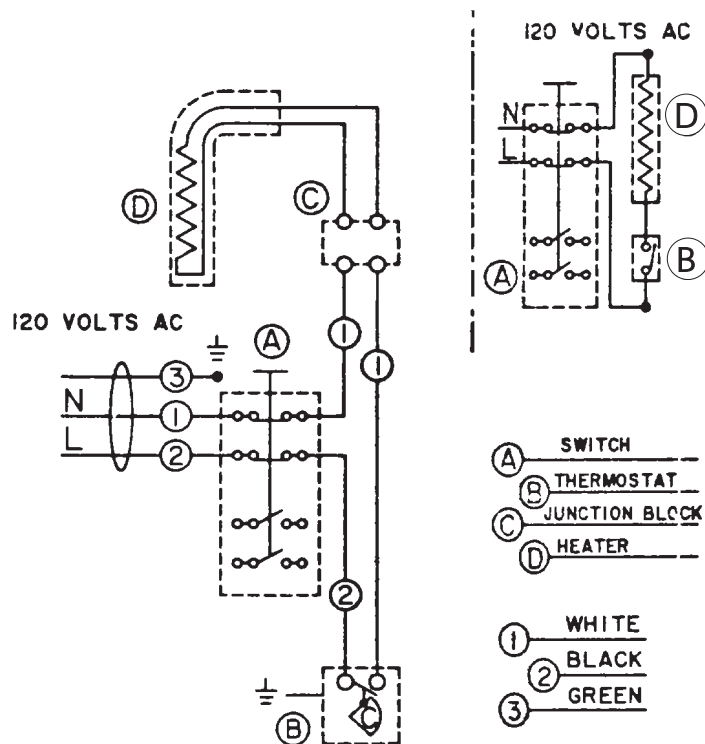 120 VOLTS AC
N
D
L
A
B
D
C
120 VOLTS AC
A
1
1
3
N
1
L
2
2
B
C
A SWITCH
B THERMOSTAT
C JUNCTION BLOCK
D HEATER
1 WHITE
2 BLACK
3 GREEN